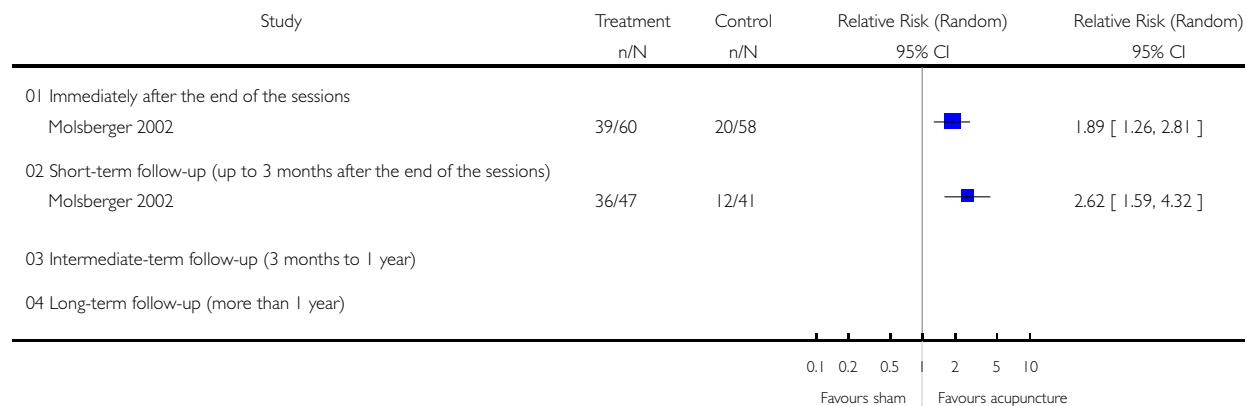 Study Treatment Control Relative Risk (Random) Relative Risk (Random)
n/N n/N 95% CI 95% CI
01 Immediately after the end of the sessions
Molsberger 2002 39/60 20/58 1.89 [ 1.26, 2.81 ]
02 Short-term follow-up (up to 3 months after the end of the sessions)
Molsberger 2002 36/47 12/41 2.62 [ 1.59, 4.32 ]
03 Intermediate-term follow-up (3 months to 1 year)
04 Long-term follow-up (more than 1 year)
0.1 0.2 0.5 1 2 5 10
Favours sham Favours acupuncture